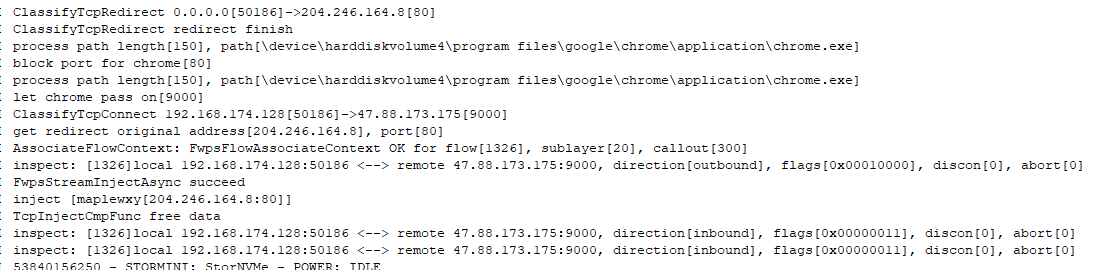 ClassifyTcpRedirect 0.0.0.0[50186]->204.246.164.8[80]
ClassifyTcpRedirect redirect finish
process path length[150], path[\device\harddiskvolume4\program files\google\chrome\application\chrome.exe]
block port for chrome[80]
process path length[150], path[\device\harddiskvolume4\program files\google\chrome\application\chrome.exe]
let chrome pass on[9000]
ClassifyTcpConnect 192.168.174.128[50186]->47.88.173.175[9000]
get redirect original address[204.246.164.8], port[80]
AssociateFlowContext: FwpsFlowAssociateContext OK for flow[1326], sublayer[20], callout[300]
inspect: [1326]local 192.168.174.128:50186 <--> remote 47.88.173.175:9000, direction[outbound], flags[0x00010000], discon[0], abort[0]
FwpsStreamInjectAsync succeed
inject [maplewxy[204.246.164.8:80]]
TcpInjectCmpFunc free data
inspect: [1326]local 192.168.174.128:50186 <--> remote 47.88.173.175:9000, direction[inbound], flags[0x00000011], discon[0], abort[0]
inspect: [1326]local 192.168.174.128:50186 <--> remote 47.88.173.175:9000, direction[inbound], flags[0x00000011], discon[0], abort[0]
53840156250 - STORMINI: StorNVMe - POWER: IDLE